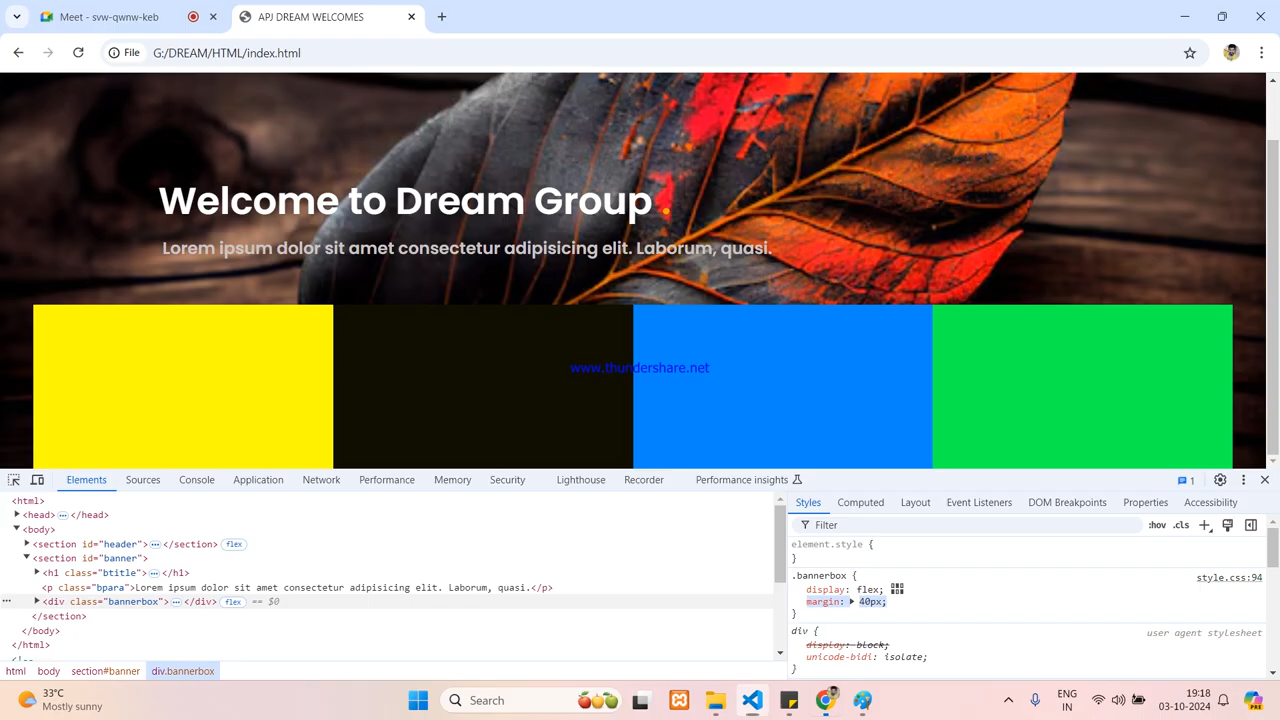 Meet - svw-qwnw-keb
APJ DREAM WELCOMES
File
G:/DREAM/HTML/index.html
Welcome to Dream Group .
Lorem ipsum dolor sit amet consectetur adipisicing elit. Laborum, quasi.
www.thundershare.net
Elements Sources Console Application Network Performance Memory Security Lighthouse Recorder Performance insights 1
<html>
<head> </head>
<body>
<section id="header"> </section> flex
<section id="banner">
<h1 class="btitle"> </h1>
<p class="bpara">Lorem ipsum dolor sit amet consectetur adipisicing elit. Laborum, quasi.</p>
<div class="bannerbox"> </div> flex == $0
</section>
</body>
</html>
html body section#banner div.bannerbox
Styles Computed Layout Event Listeners DOM Breakpoints Properties Accessibility
Filter :hov .cls
element.style {
}
.bannerbox { style.css:94
display: flex;
margin: 40px;
}
div { user agent stylesheet
display: block;
unicode-bidi: isolate;
}
33°C
Mostly sunny
Search
ENG
IN
19:18
03-10-2024